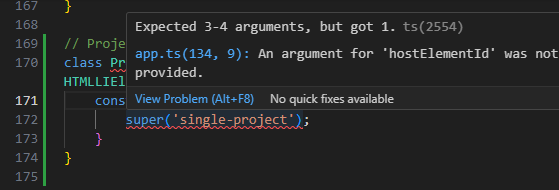 167
}
168
Expected 3-4 arguments, but got 1. ts(2554)
169
// Proje
app.ts(134, 9): An argument for 'hostElementId' was not
170
class Pr
provided.
HTMLLIEl
View Problem (Alt+F8) No quick fixes available
171
cons
172
super('single-project');
173
}
174
}
175